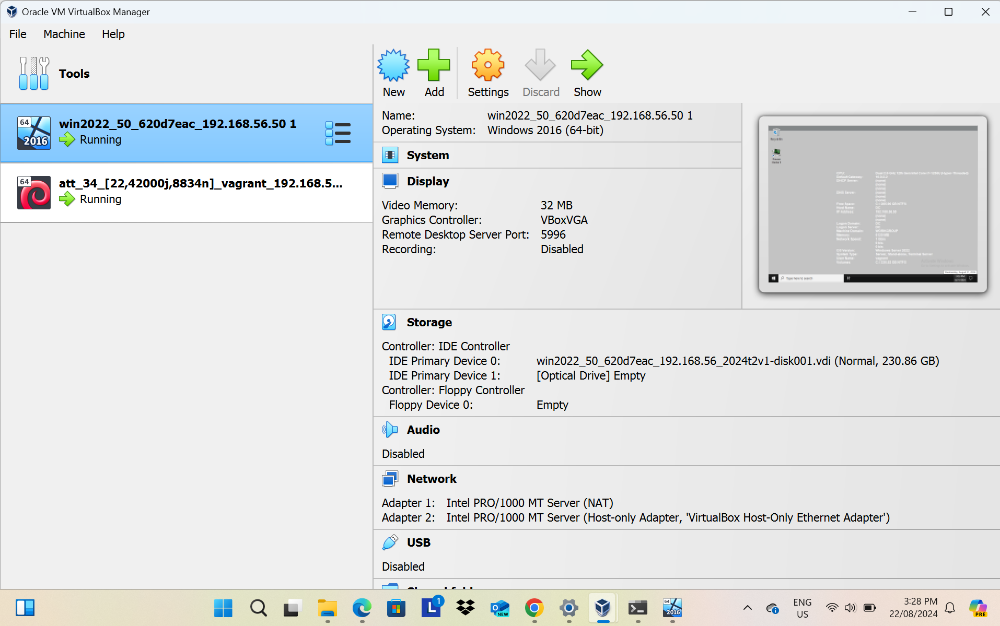 Oracle VM VirtualBox Manager
File Machine Help
Tools
New Add Settings Discard Show
64 2016 win2022_50_620d7eac_192.168.56.50 1
Running
64 att_34_[22,42000j,8834n]_vagrant_192.168.5...
Running
Name: win2022_50_620d7eac_192.168.56.50 1
Operating System: Windows 2016 (64-bit)
System
Display
Video Memory: 32 MB
Graphics Controller: VBoxVGA
Remote Desktop Server Port: 5996
Recording: Disabled
Type here to search
Storage
Controller: IDE Controller
IDE Primary Device 0: win2022_50_620d7eac_192.168.56_2024t2v1-disk001.vdi (Normal, 230.86 GB)
IDE Primary Device 1: [Optical Drive] Empty
Controller: Floppy Controller
Floppy Device 0: Empty
Audio
Disabled
Network
Adapter 1: Intel PRO/1000 MT Server (NAT)
Adapter 2: Intel PRO/1000 MT Server (Host-only Adapter, 'VirtualBox Host-Only Ethernet Adapter')
USB
Disabled
L 1
O NEW
64 2016
ENG
US
3:28 PM
22/08/2024
PRE